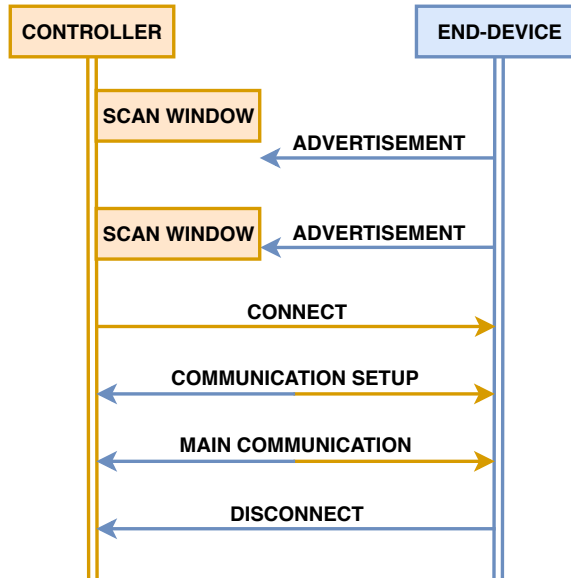 CONTROLLER
END-DEVICE
SCAN WINDOW
ADVERTISEMENT
SCAN WINDOW
ADVERTISEMENT
CONNECT
COMMUNICATION SETUP
MAIN COMMUNICATION
DISCONNECT